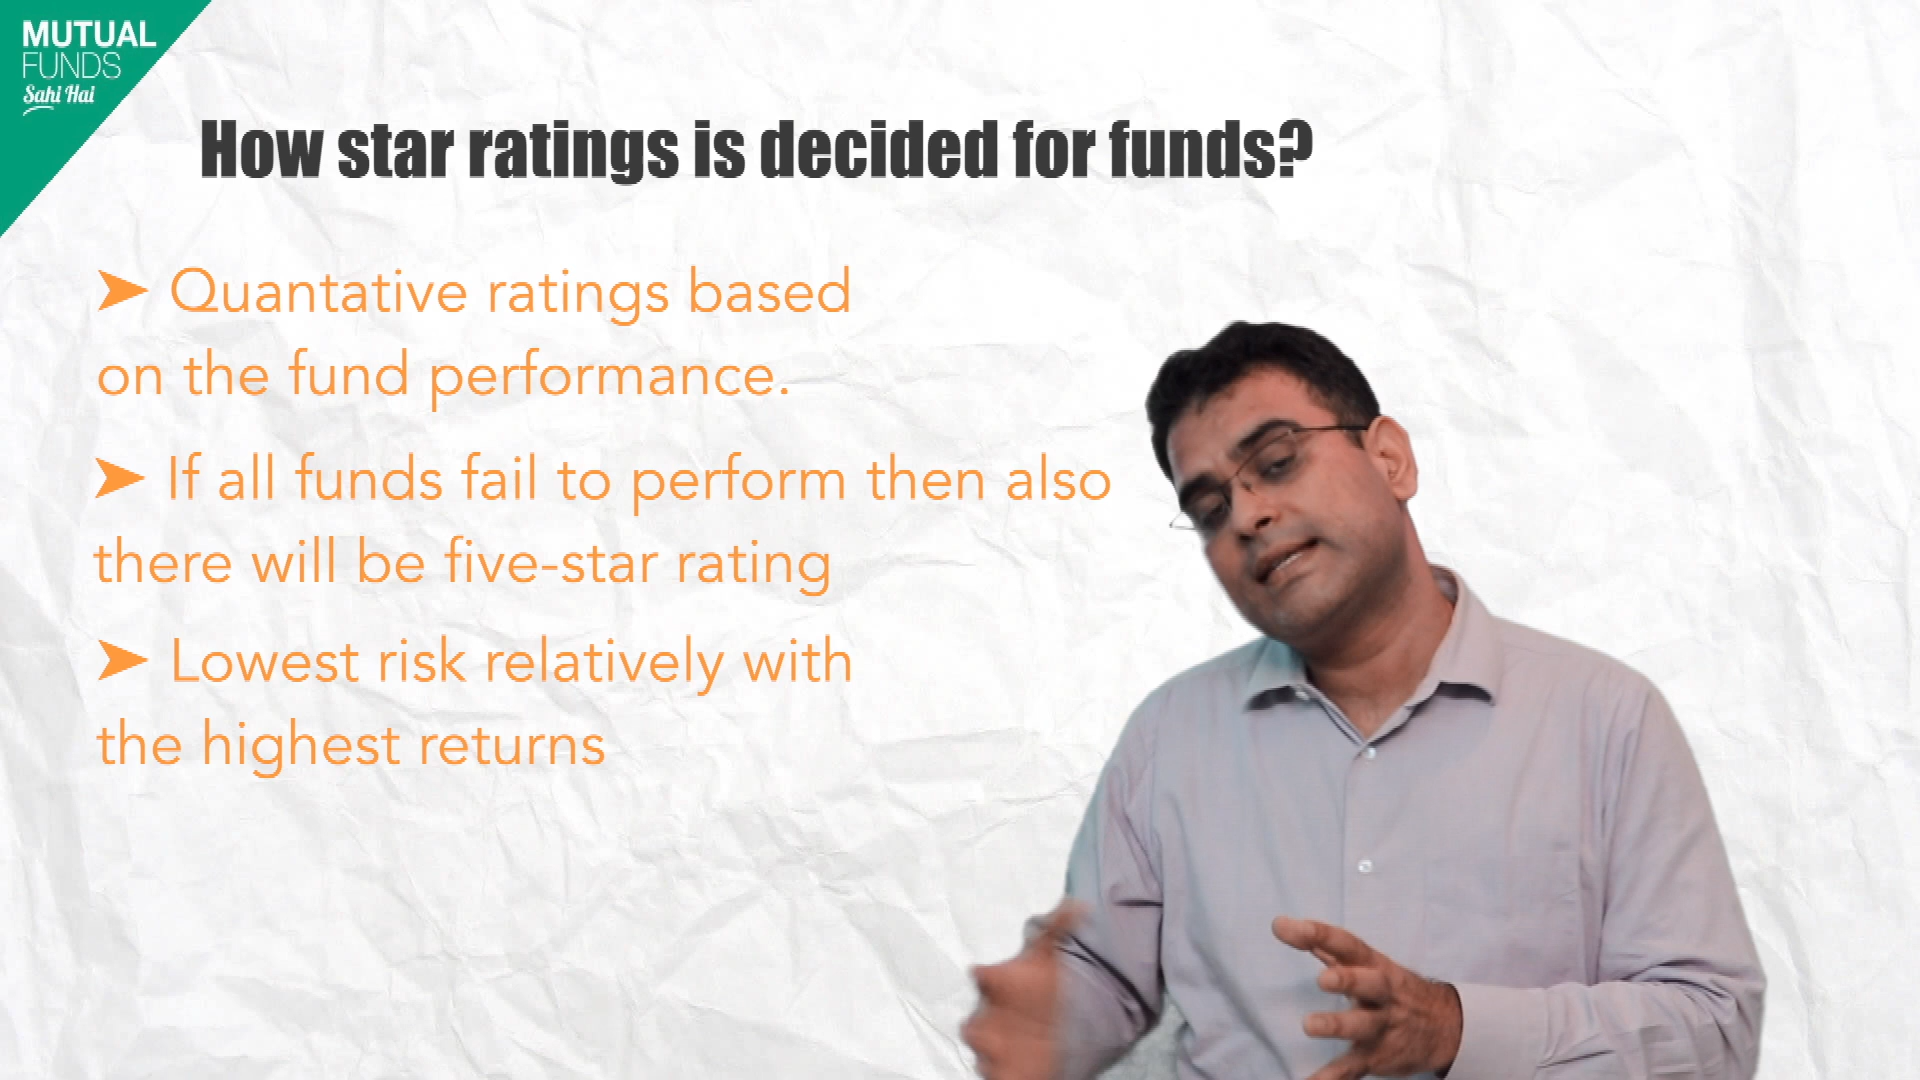 MUTUAL
FUNDS
Sahi Hai
How star ratings is decided for funds?
➤ Quantative ratings based
on the fund performance.
➤ If all funds fail to perform then also
there will be five-star rating
➤ Lowest risk relatively with
the highest returns